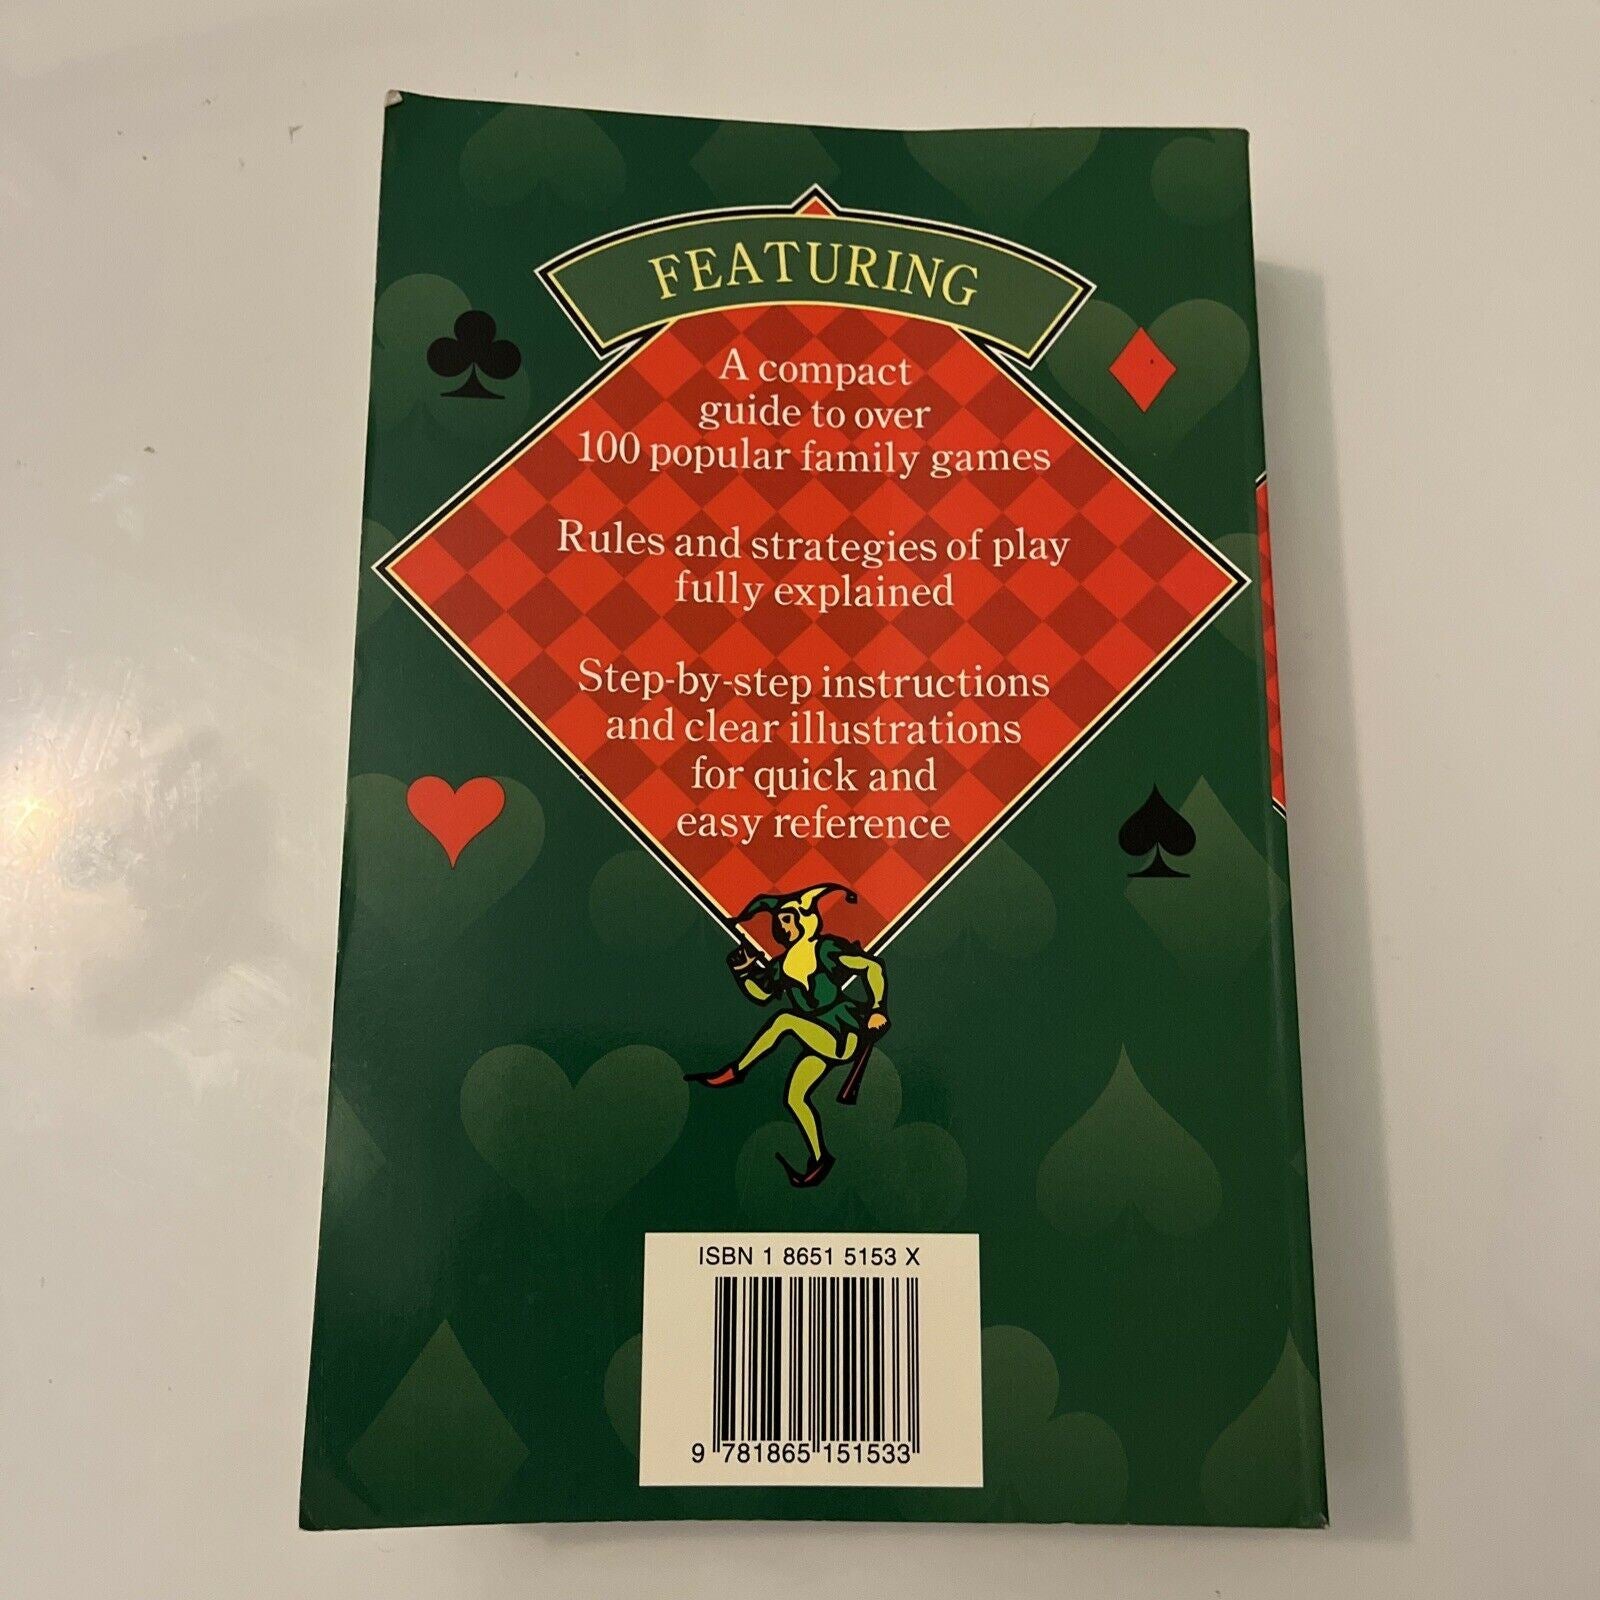 FEATURING
A compact
guide to over
100 popular family games
Rules and strategies of play
fully explained
Step-by-step instructions
and clear illustrations
for quick and
easy reference
ISBN 1 8651 5153 X
9 781865 151533